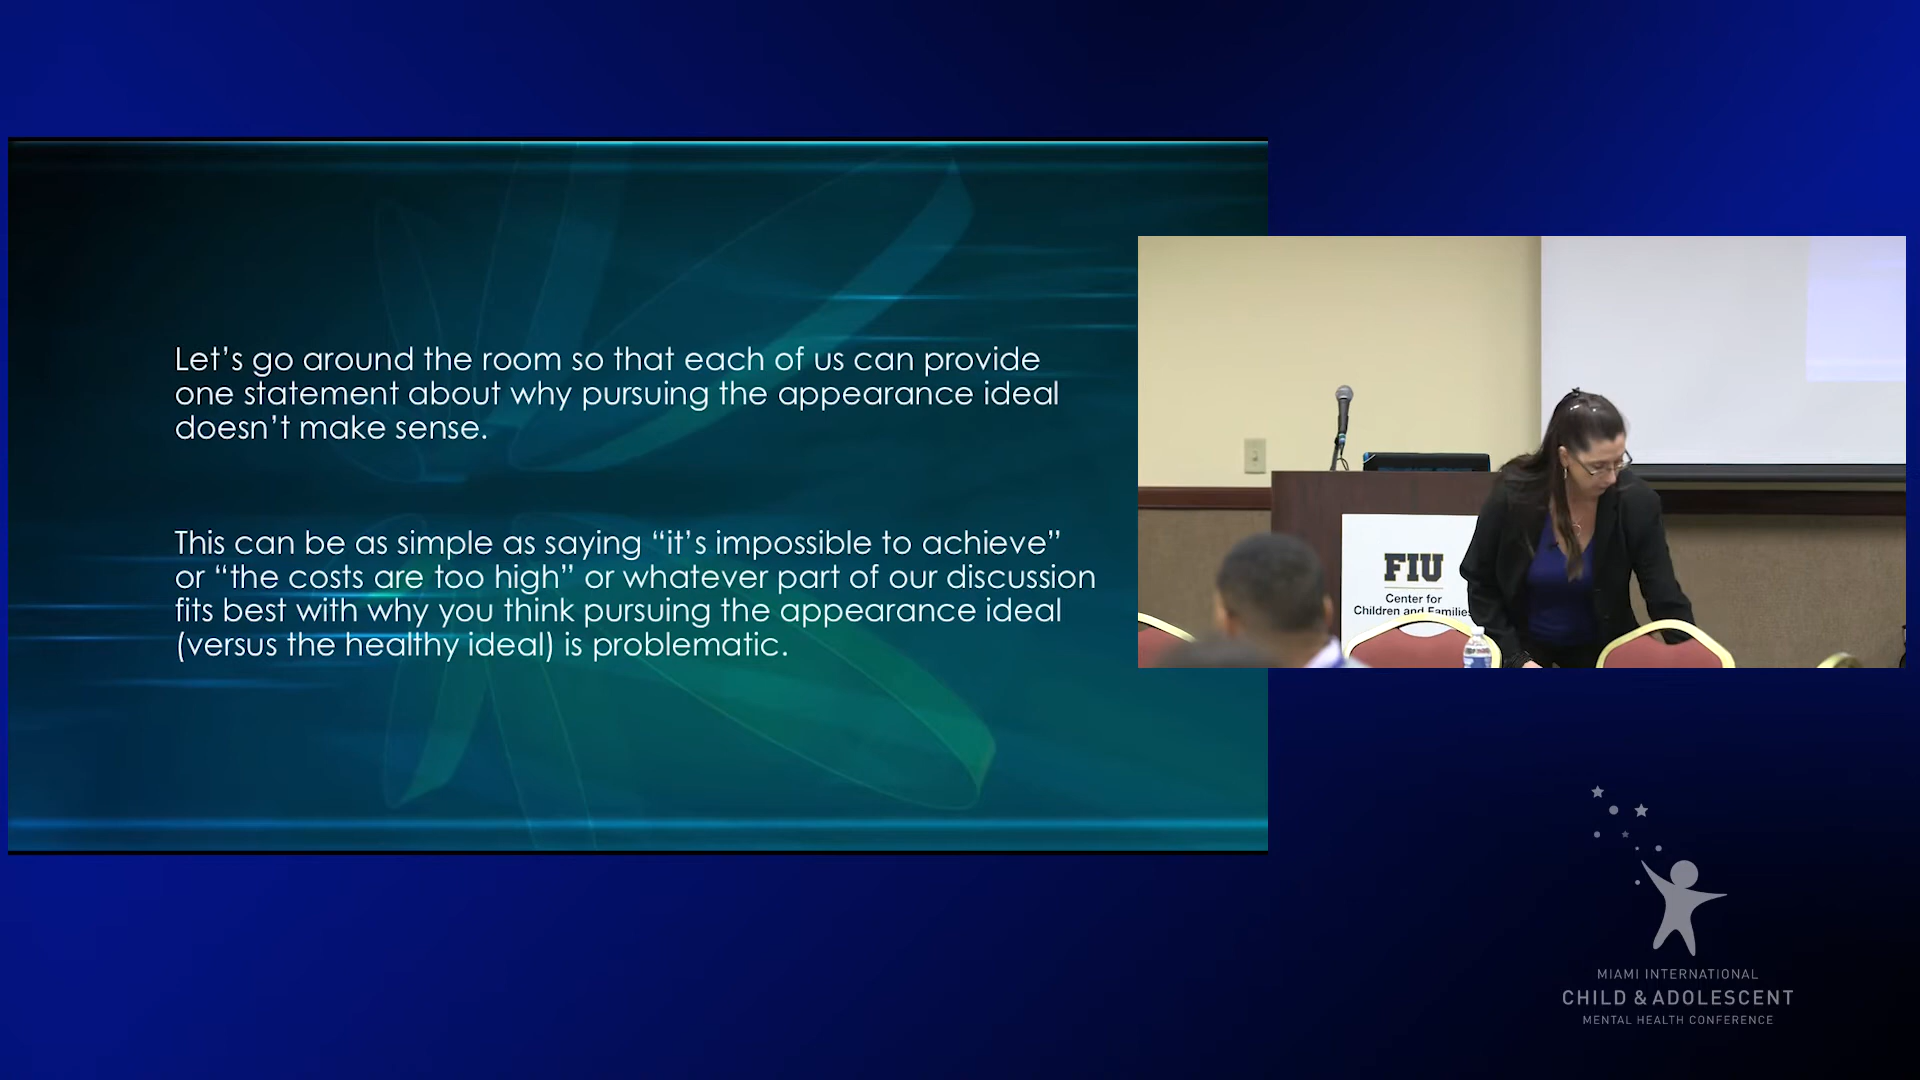 Let’s go around the room so that each of us can provide
one statement about why pursuing the appearance ideal
doesn’t make sense.
This can be as simple as saying “it’s impossible to achieve”
or “the costs are too high” or whatever part of our discussion
fits best with why you think pursuing the appearance ideal
(versus the healthy ideal) is problematic.
FIU
Center for
Children and Families
MIAMI INTERNATIONAL
CHILD & ADOLESCENT
MENTAL HEALTH CONFERENCE